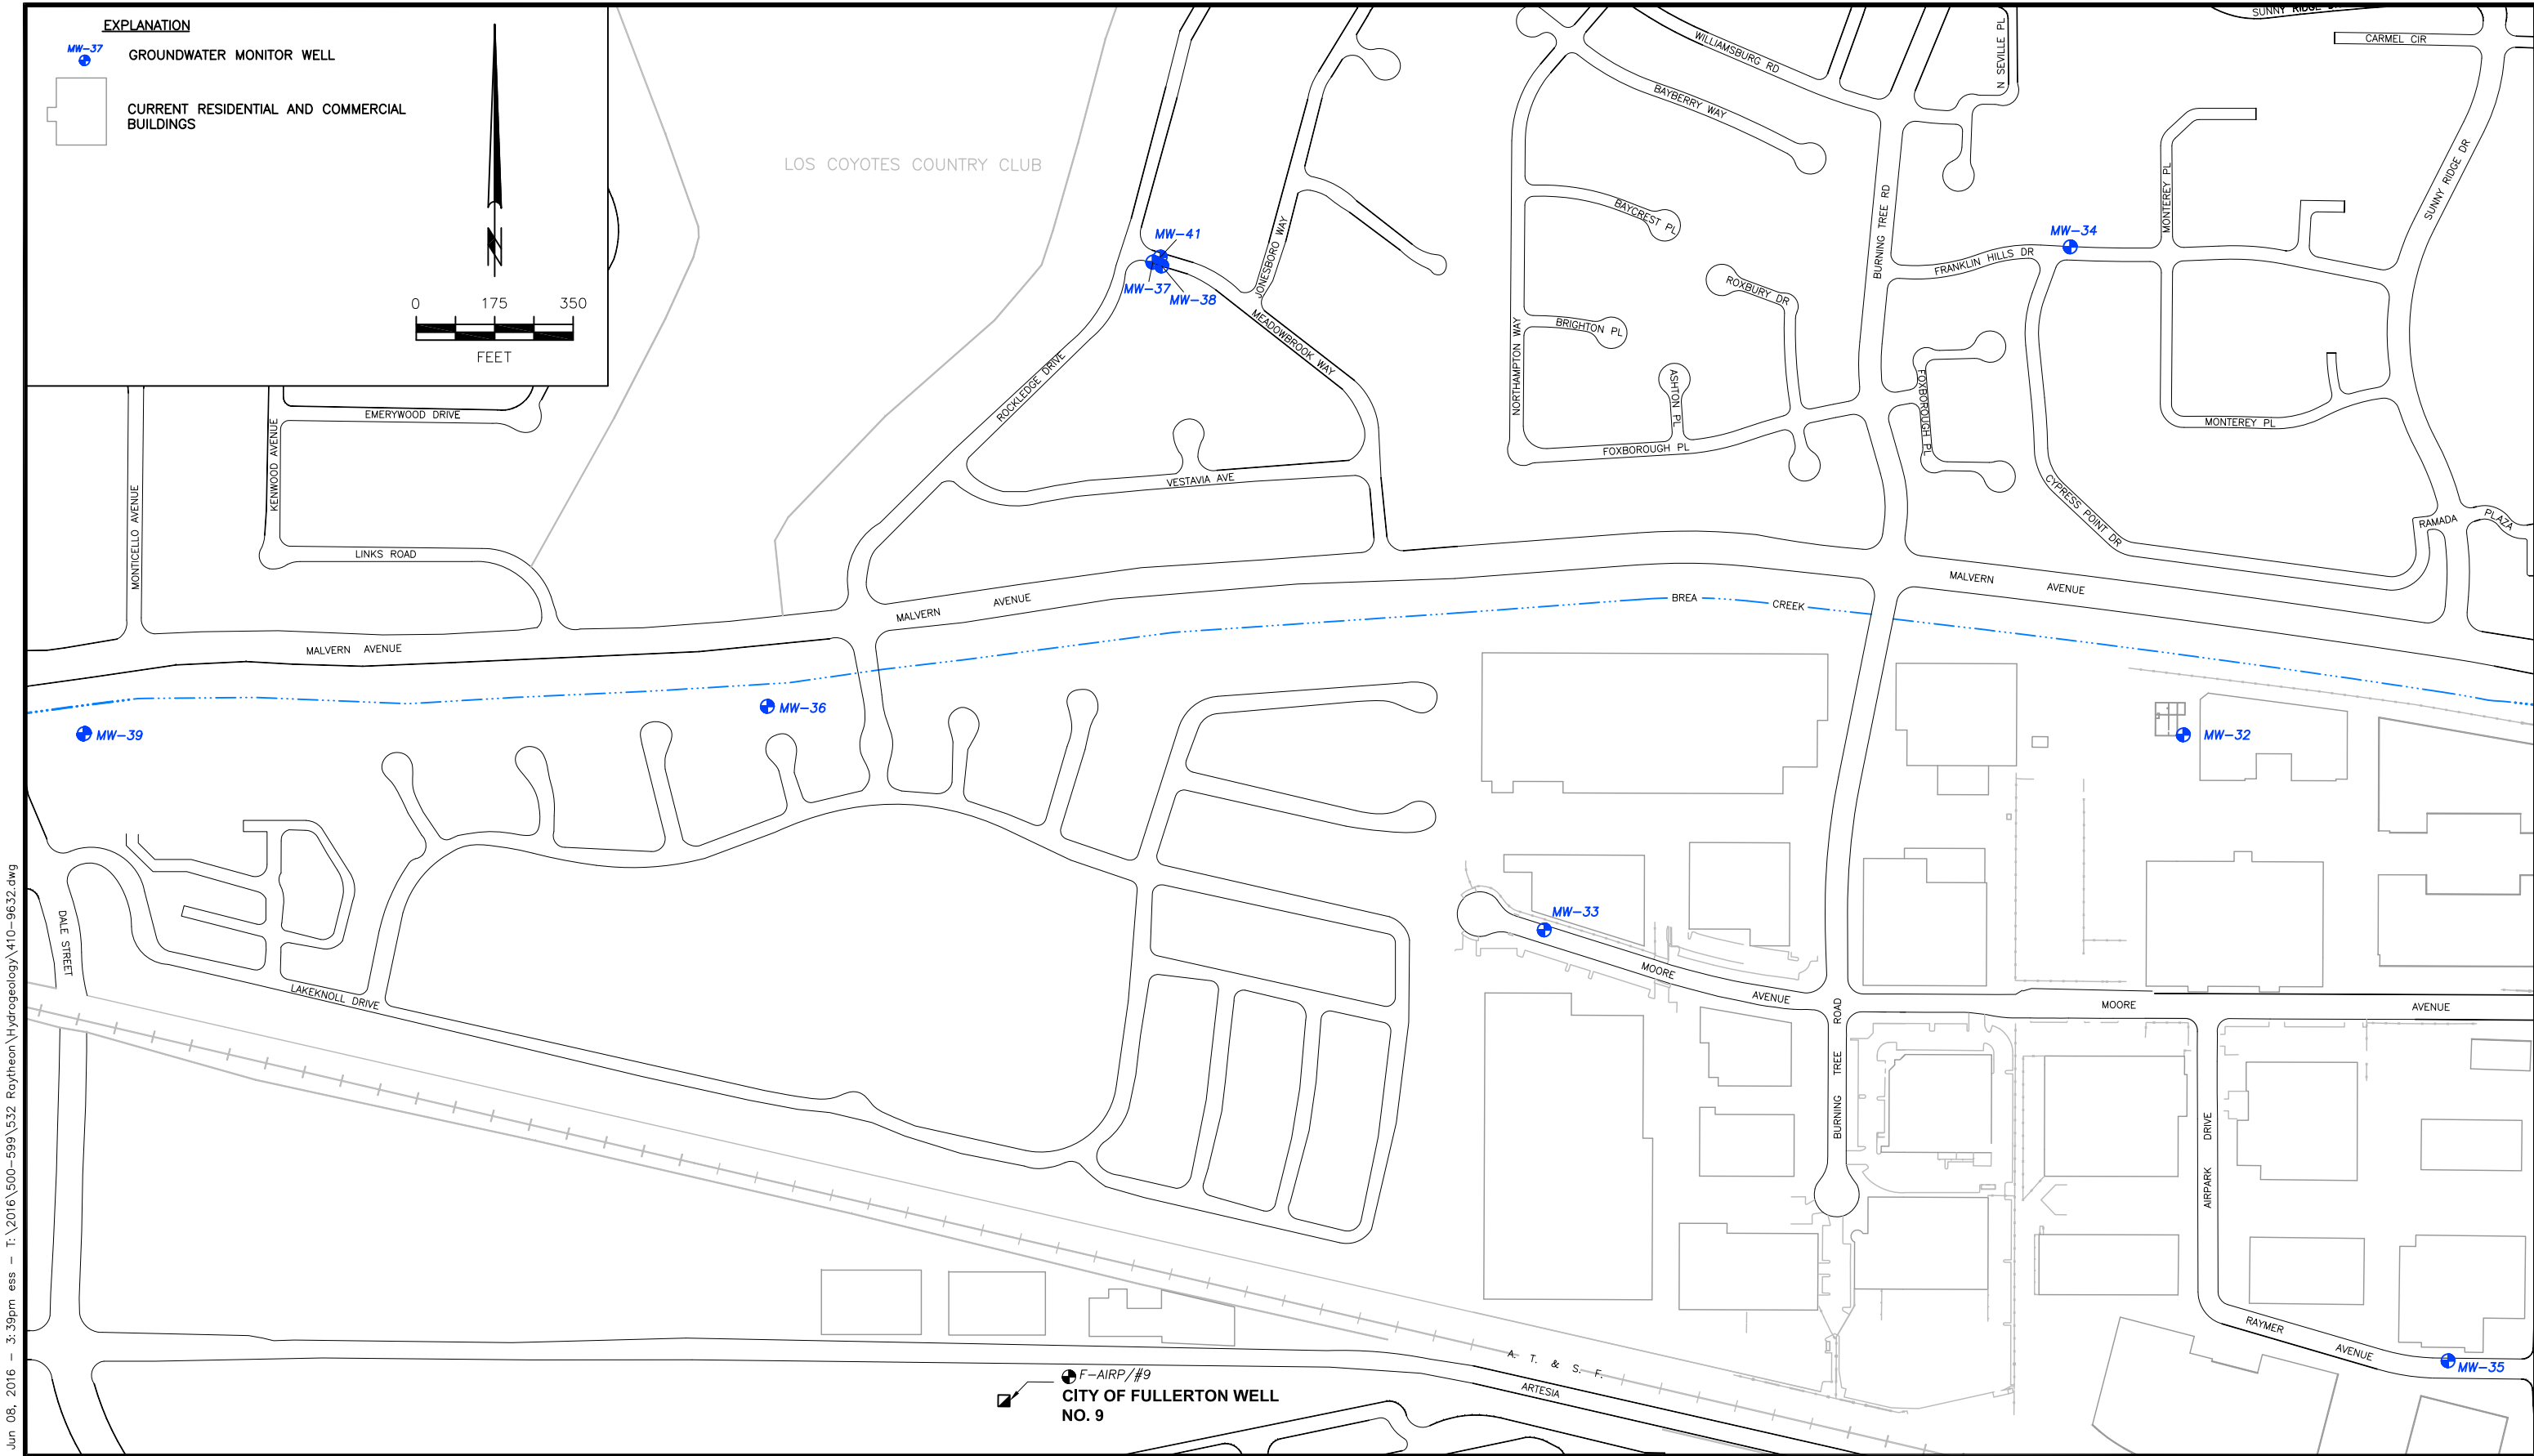 EXPLANATION
MW-37
GROUNDWATER MONITOR WELL
CURRENT RESIDENTIAL AND COMMERCIAL
BUILDINGS
N
0 175 350
FEET
LOS COYOTES COUNTRY CLUB
WILLIAMSBURG RD
BAYBERRY WAY
N SEVILLE PL
CARMEL CIR
SUNNY RIDGE DR
MONTEREY PL
BAYCREST PL
BURNING TREE RD
MW-34
FRANKLIN HILLS DR
MW-41
MW-37
MW-38
JONESBORO WAY
MEADOWBROOK WAY
ROCKLEDGE DRIVE
ROXBURY DR
BRIGHTON PL
NORTHAMPTON WAY
ASHTON PL
FOXBOROUGH PL
FOXBOROUGH PL
MONTEREY PL
CYPRESS POINT DR
RAMADA PLAZA
EMERYWOOD DRIVE
KENWOOD AVENUE
MONTICELLO AVENUE
LINKS ROAD
VESTAVIA AVE
MALVERN AVENUE
MALVERN AVENUE
MALVERN AVENUE
BREA CREEK
MW-39
MW-36
MW-32
MW-33
DALE STREET
LAKEKNOLL DRIVE
MOORE AVENUE
MOORE AVENUE
BURNING TREE ROAD
AIRPARK DRIVE
RAYMER AVENUE
MW-35
A. T. & S. F.
ARTESIA
F-AIRP/#9
CITY OF FULLERTON WELL
NO. 9
Jun 08, 2016 - 3:39pm ess - T:\2016\500-599\532 Raytheon\Hydrogeology\410-9632.dwg